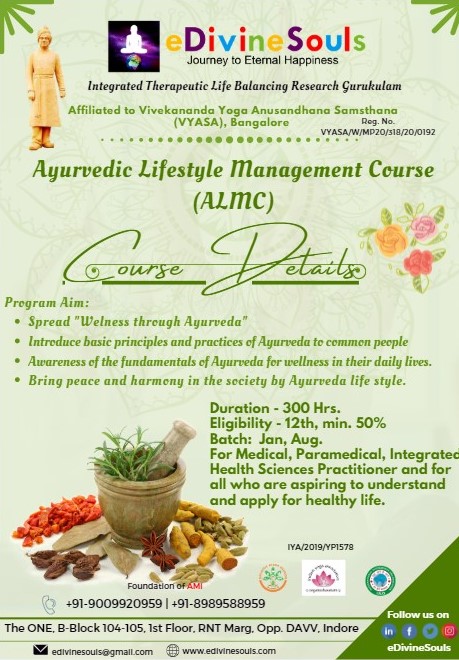 eDivineSouls
Journey to Eternal Happiness
Integrated Therapeutic Life Balancing Research Gurukulam
Affiliated to Vivekananda Yoga Anusandhana Samsthana
(VYASA), Bangalore
Reg. No.
VYASA/W/MP20/318/20/0192
Ayurvedic Lifestyle Management Course
(ALMC)
Course Details
Program Aim:
• Spread "Welness through Ayurveda"
• Introduce basic principles and practices of Ayurveda to common people
• Awareness of the fundamentals of Ayurveda for wellness in their daily lives.
• Bring peace and harmony in the society by Ayurveda life style.
Duration - 300 Hrs.
Eligibility - 12th, min. 50%
Batch: Jan, Aug.
For Medical, Paramedical, Integrated
Health Sciences Practitioner and for
all who are aspiring to understand
and apply for healthy life.
IYA/2019/YP1578
Foundation of AMI
+91-9009920959 | +91-8989588959
Follow us on
The ONE, B-Block 104-105, 1st Floor, RNT Marg, Opp. DAVV, Indore
eDivineSouls
edivinesouls@gmail.com www.edivinesouls.com